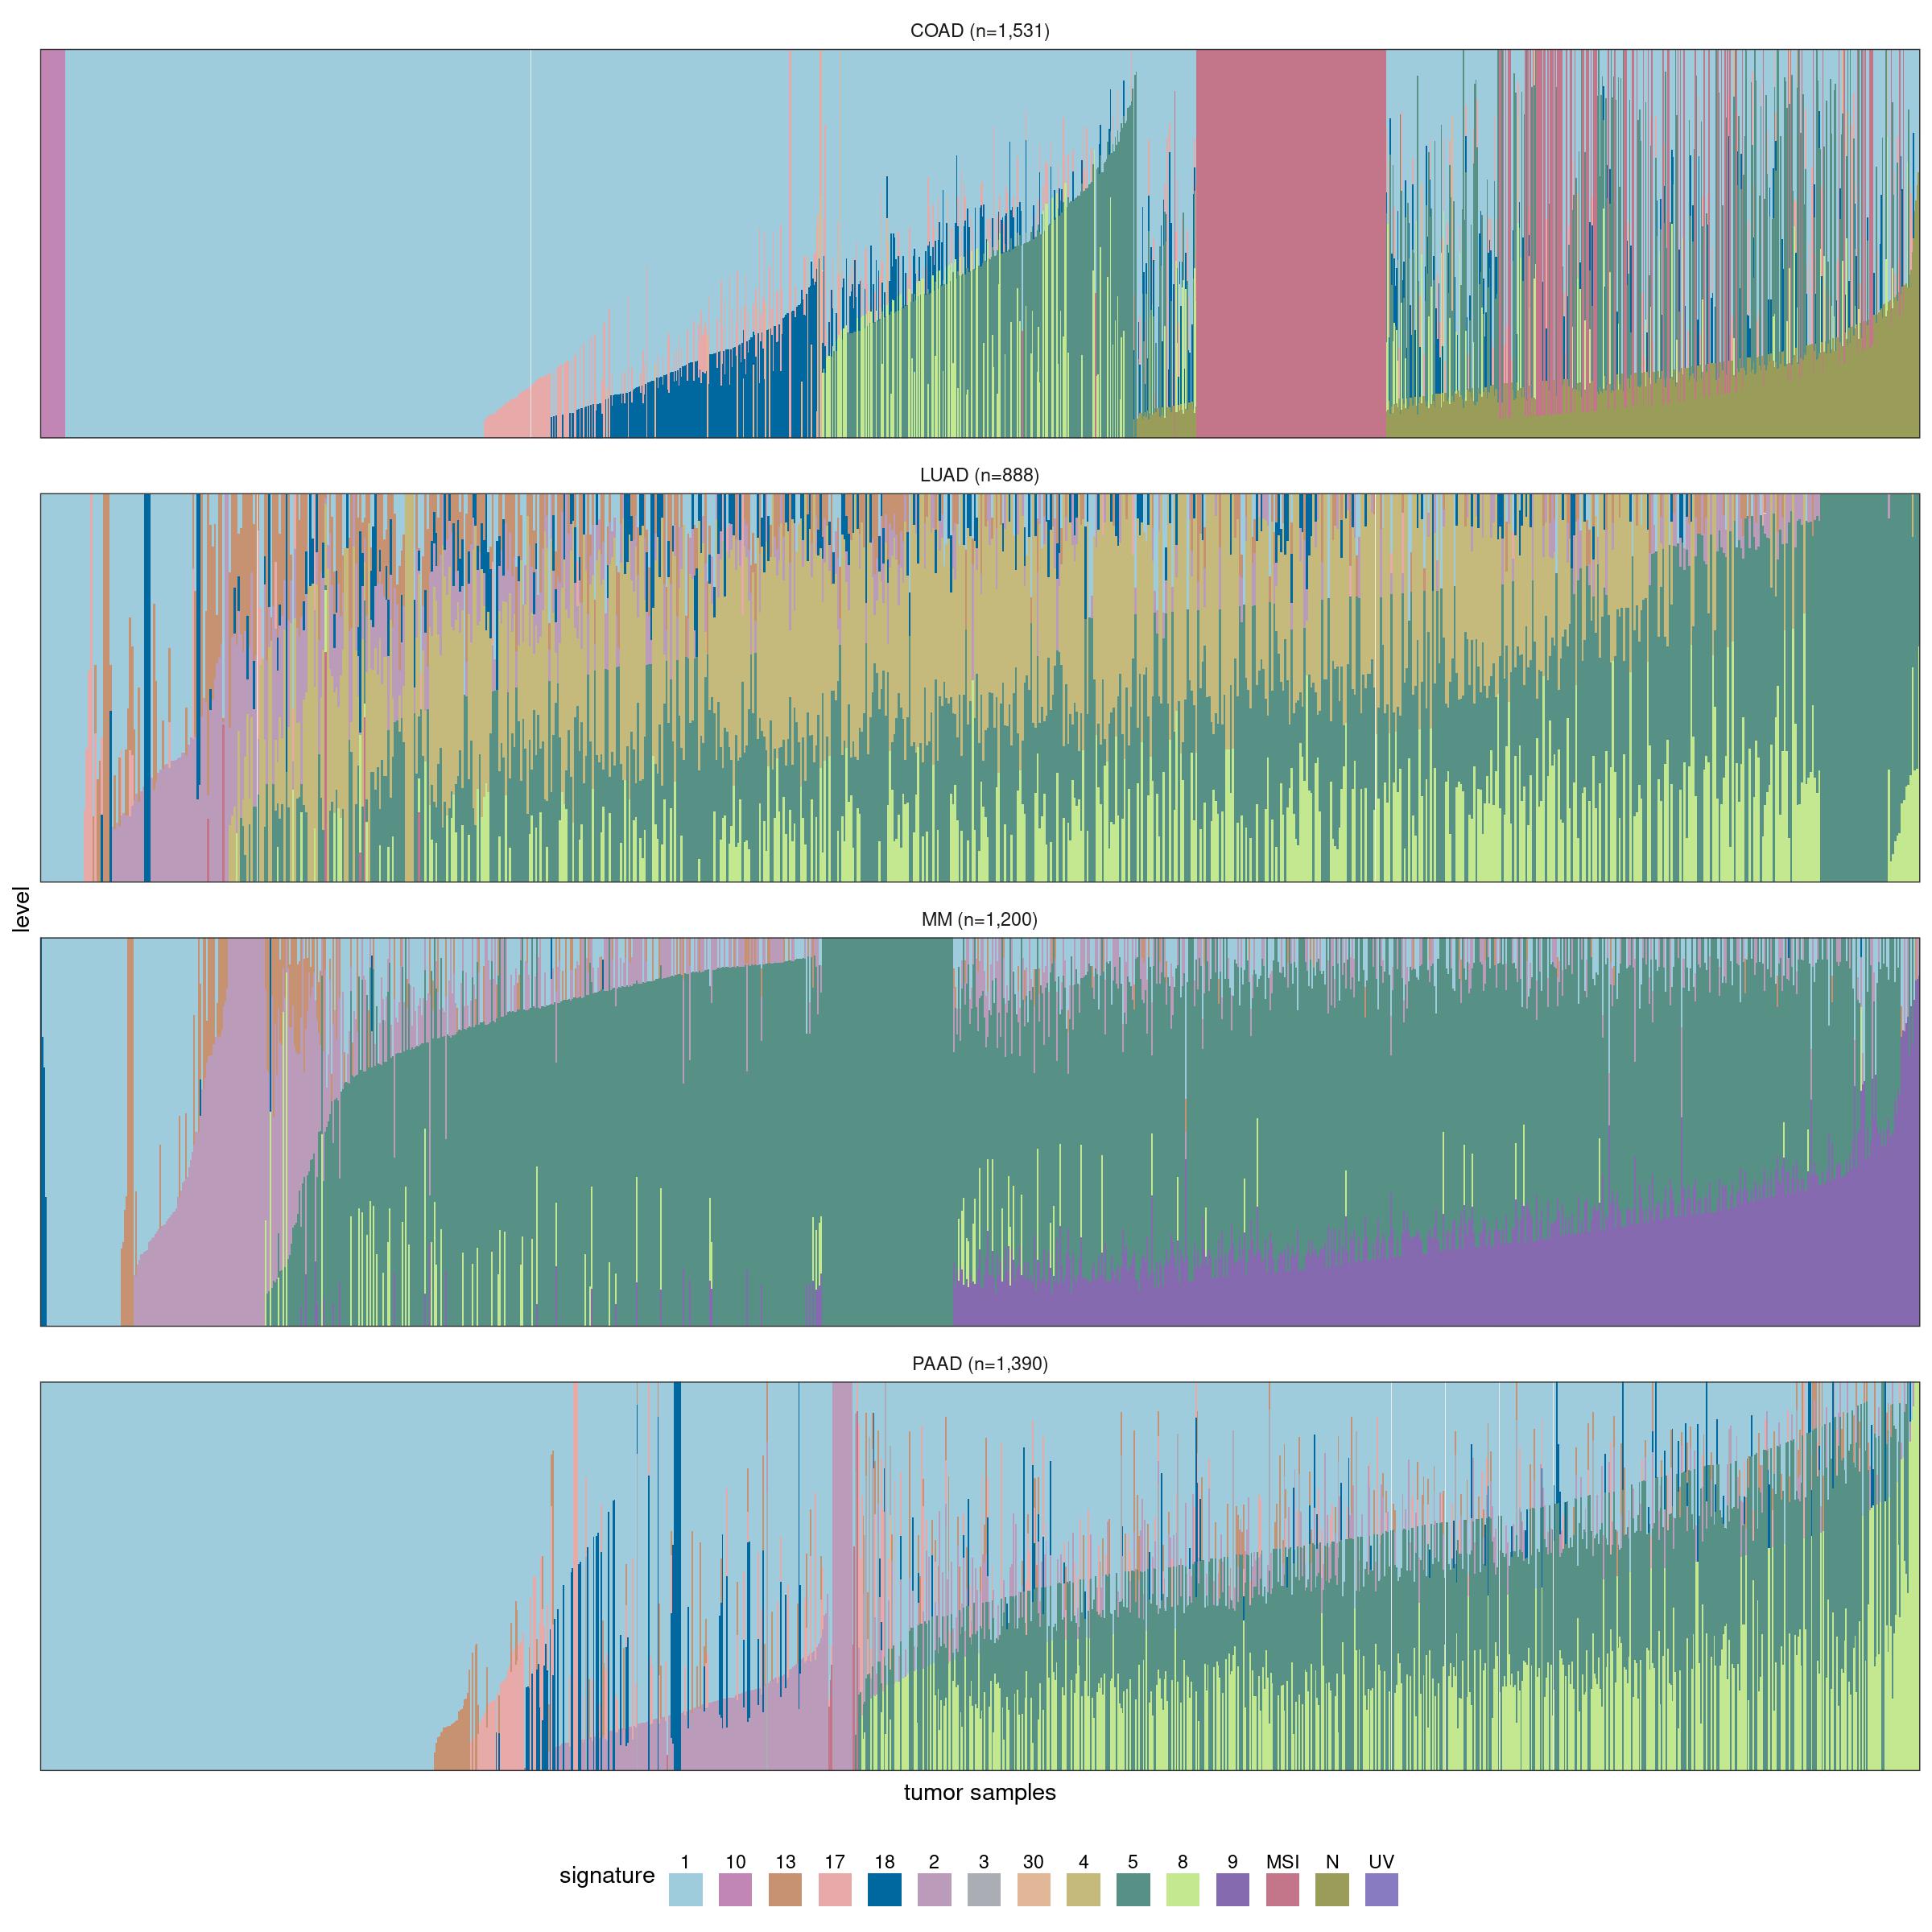 COAD (n=1,531)
LUAD (n=888)
level
MM (n=1,200)
PAAD (n=1,390)
tumor samples
signature 1 10 13 17 18 2 3 30 4 5 8 9 MSI N UV